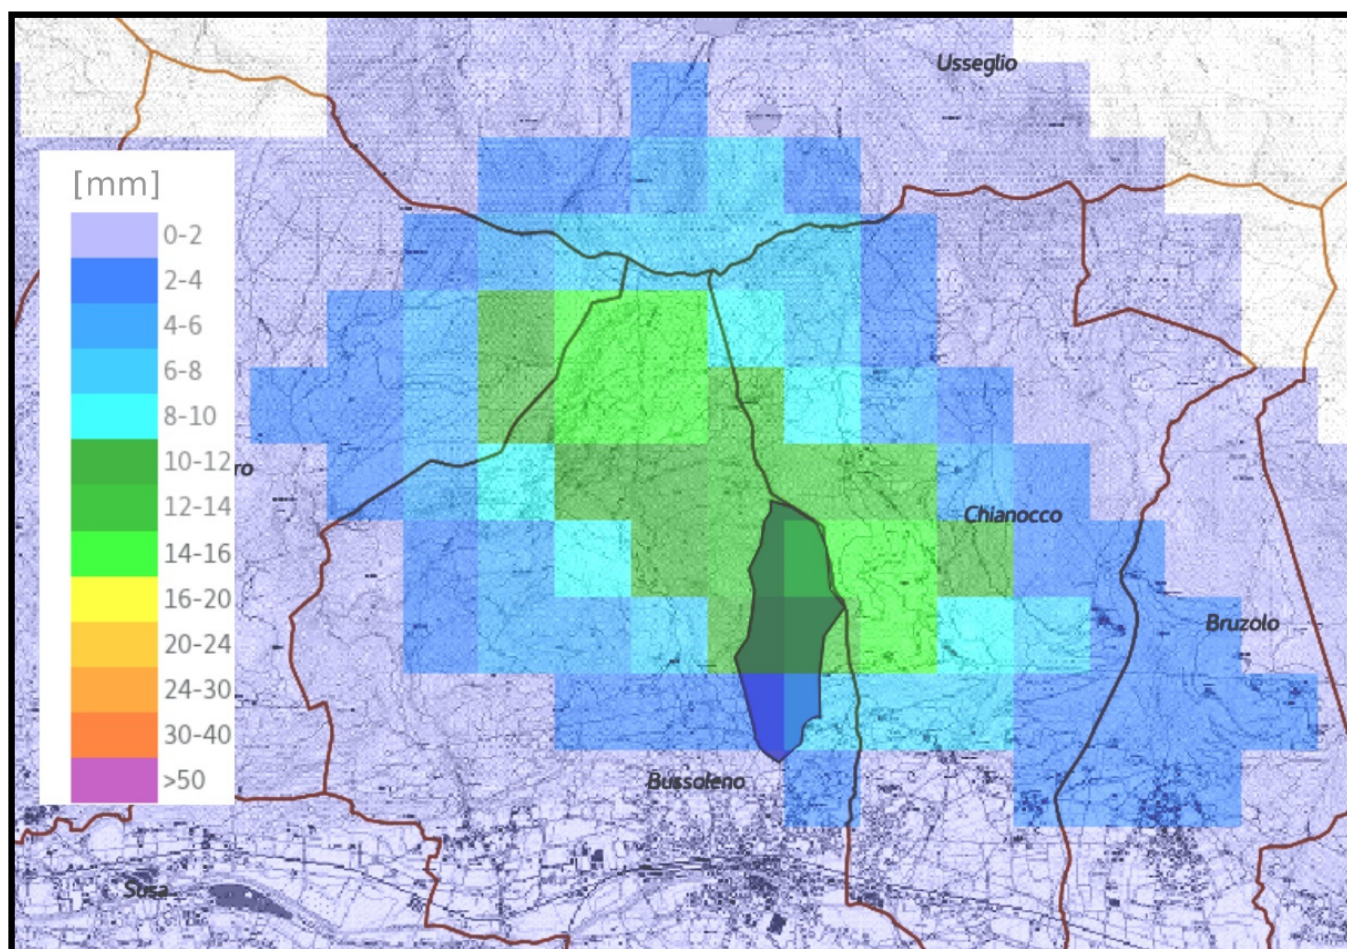 Usseglio
[mm]
0-2
2-4
4-6
6-8
8-10
10-12
ro
12-14
14-16
16-20
20-24
24-30
30-40
>50
Chianocco
Bruzolo
Bussoleno
Susa